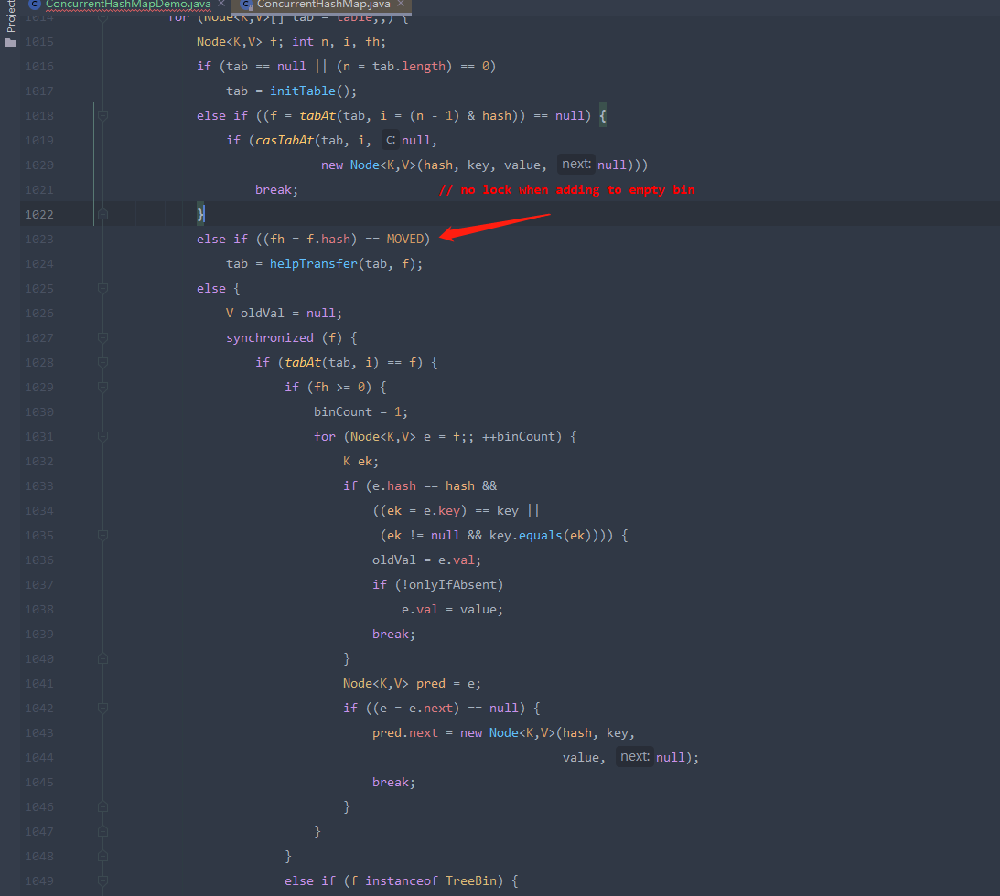 Project
ConcurrentHashMapDemo.java × ConcurrentHashMap.java ×
1014 for (Node<K,V>[] tab = table;;) {
1015 Node<K,V> f; int n, i, fh;
1016 if (tab == null || (n = tab.length) == 0)
1017 tab = initTable();
1018 else if ((f = tabAt(tab, i = (n - 1) & hash)) == null) {
1019 if (casTabAt(tab, i, c: null,
1020 new Node<K,V>(hash, key, value, next: null)))
1021 break; // no lock when adding to empty bin
1022 }
1023 else if ((fh = f.hash) == MOVED)
1024 tab = helpTransfer(tab, f);
1025 else {
1026 V oldVal = null;
1027 synchronized (f) {
1028 if (tabAt(tab, i) == f) {
1029 if (fh >= 0) {
1030 binCount = 1;
1031 for (Node<K,V> e = f;; ++binCount) {
1032 K ek;
1033 if (e.hash == hash &&
1034 ((ek = e.key) == key ||
1035 (ek != null && key.equals(ek)))) {
1036 oldVal = e.val;
1037 if (!onlyIfAbsent)
1038 e.val = value;
1039 break;
1040 }
1041 Node<K,V> pred = e;
1042 if ((e = e.next) == null) {
1043 pred.next = new Node<K,V>(hash, key,
1044 value, next: null);
1045 break;
1046 }
1047 }
1048 }
1049 else if (f instanceof TreeBin) {